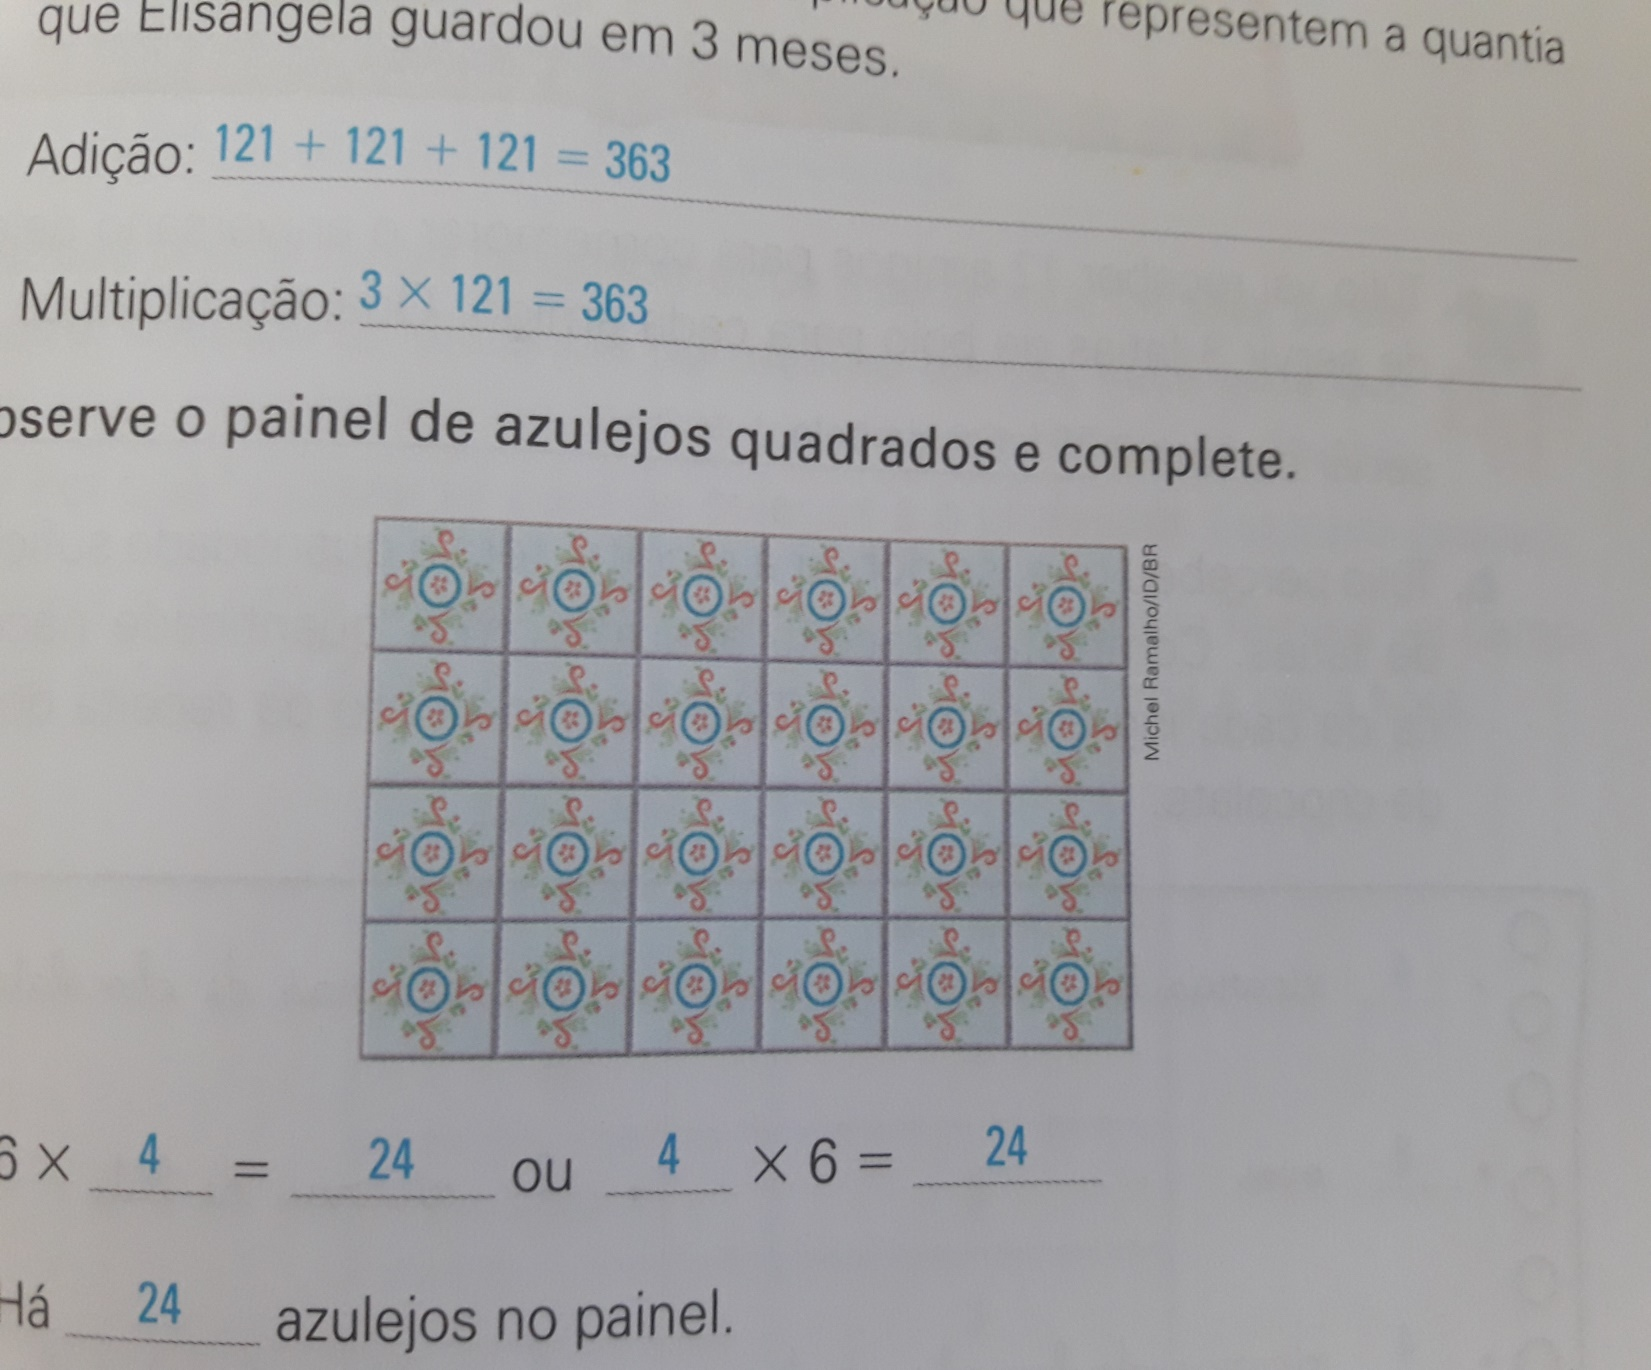 que representem a quantia
que Elisângela guardou em 3 meses.
Adição: 121 + 121 + 121 = 363
Multiplicação: 3 × 121 = 363
bserve o painel de azulejos quadrados e complete.
Michel Ramalho/ID/BR
6 × 4 = 24 ou 4 × 6 = 24
Há 24 azulejos no painel.